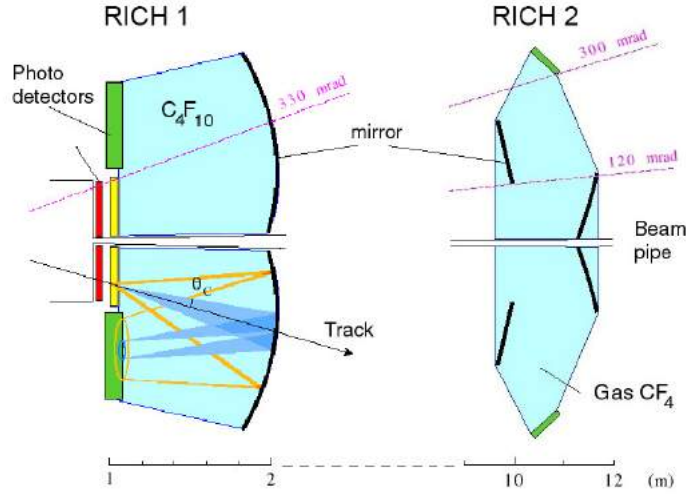 RICH 1
RICH 2
Photo
detectors
C₄F₁₀
330 mrad
300 mrad
mirror
120 mrad
Beam
pipe
θ_C
Track
Gas CF₄
1
2
10
12
(m)